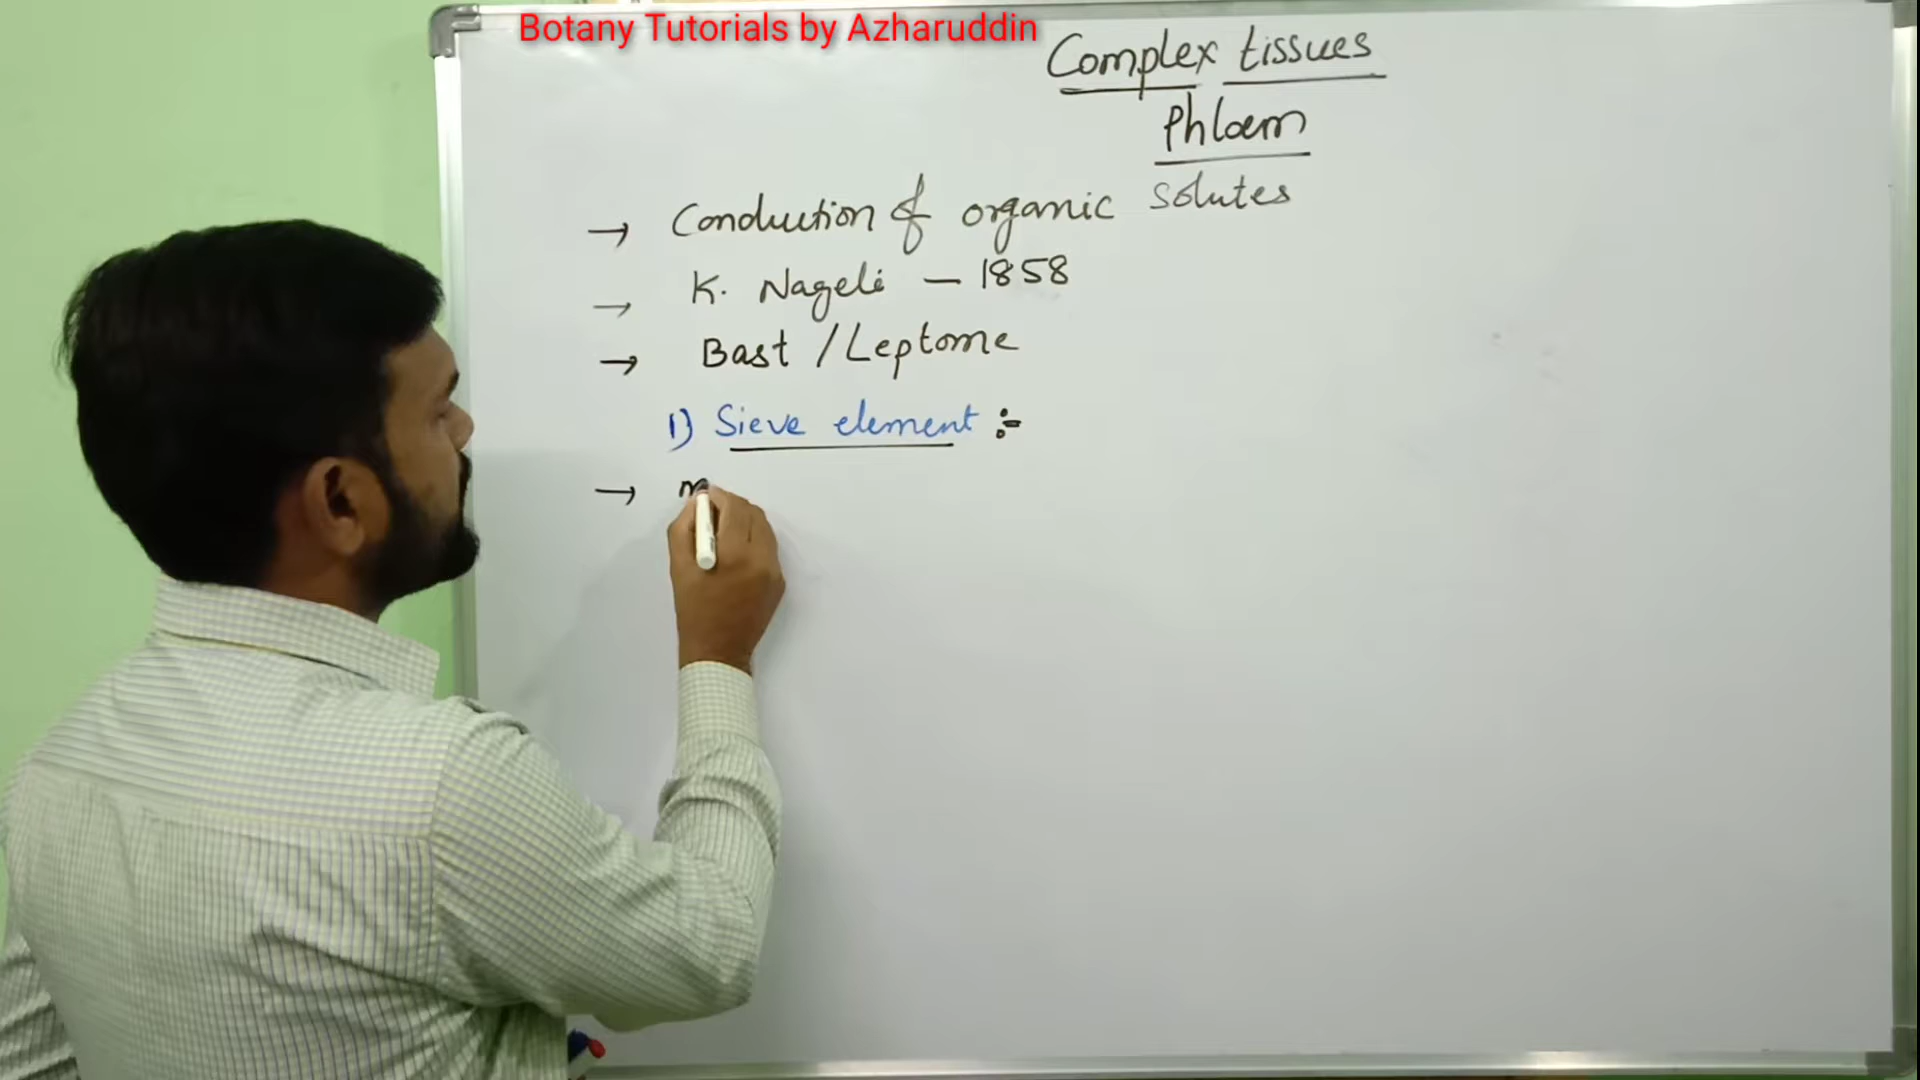 Botany Tutorials by Azharuddin
Complex tissues
Phloem
→ Conduction of organic solutes
→ K. Nageli – 1858
→ Bast / Leptome
1) Sieve element :-
→ m